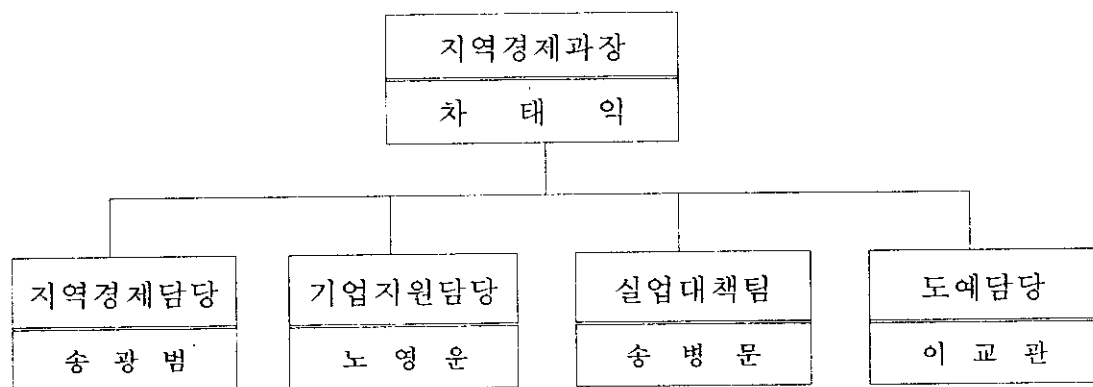 지역경제과장
차 태 익
지역경제담당
송 광 범
기업지원담당
노 영 운
실업대책팀
송 병 문
도예담당
이 교 관